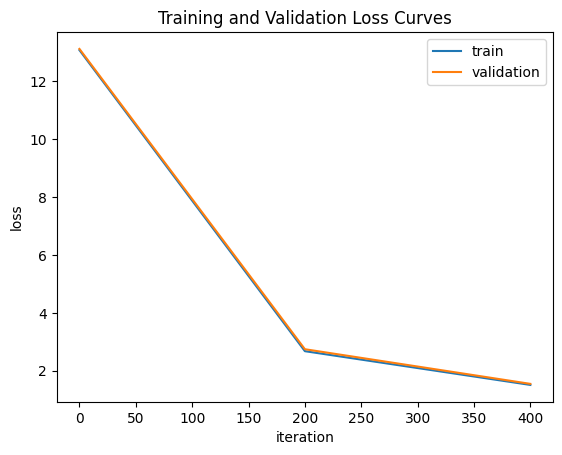 Training and Validation Loss Curves
train
validation
12
10
8
6
4
2
loss
0 50 100 150 200 250 300 350 400
iteration